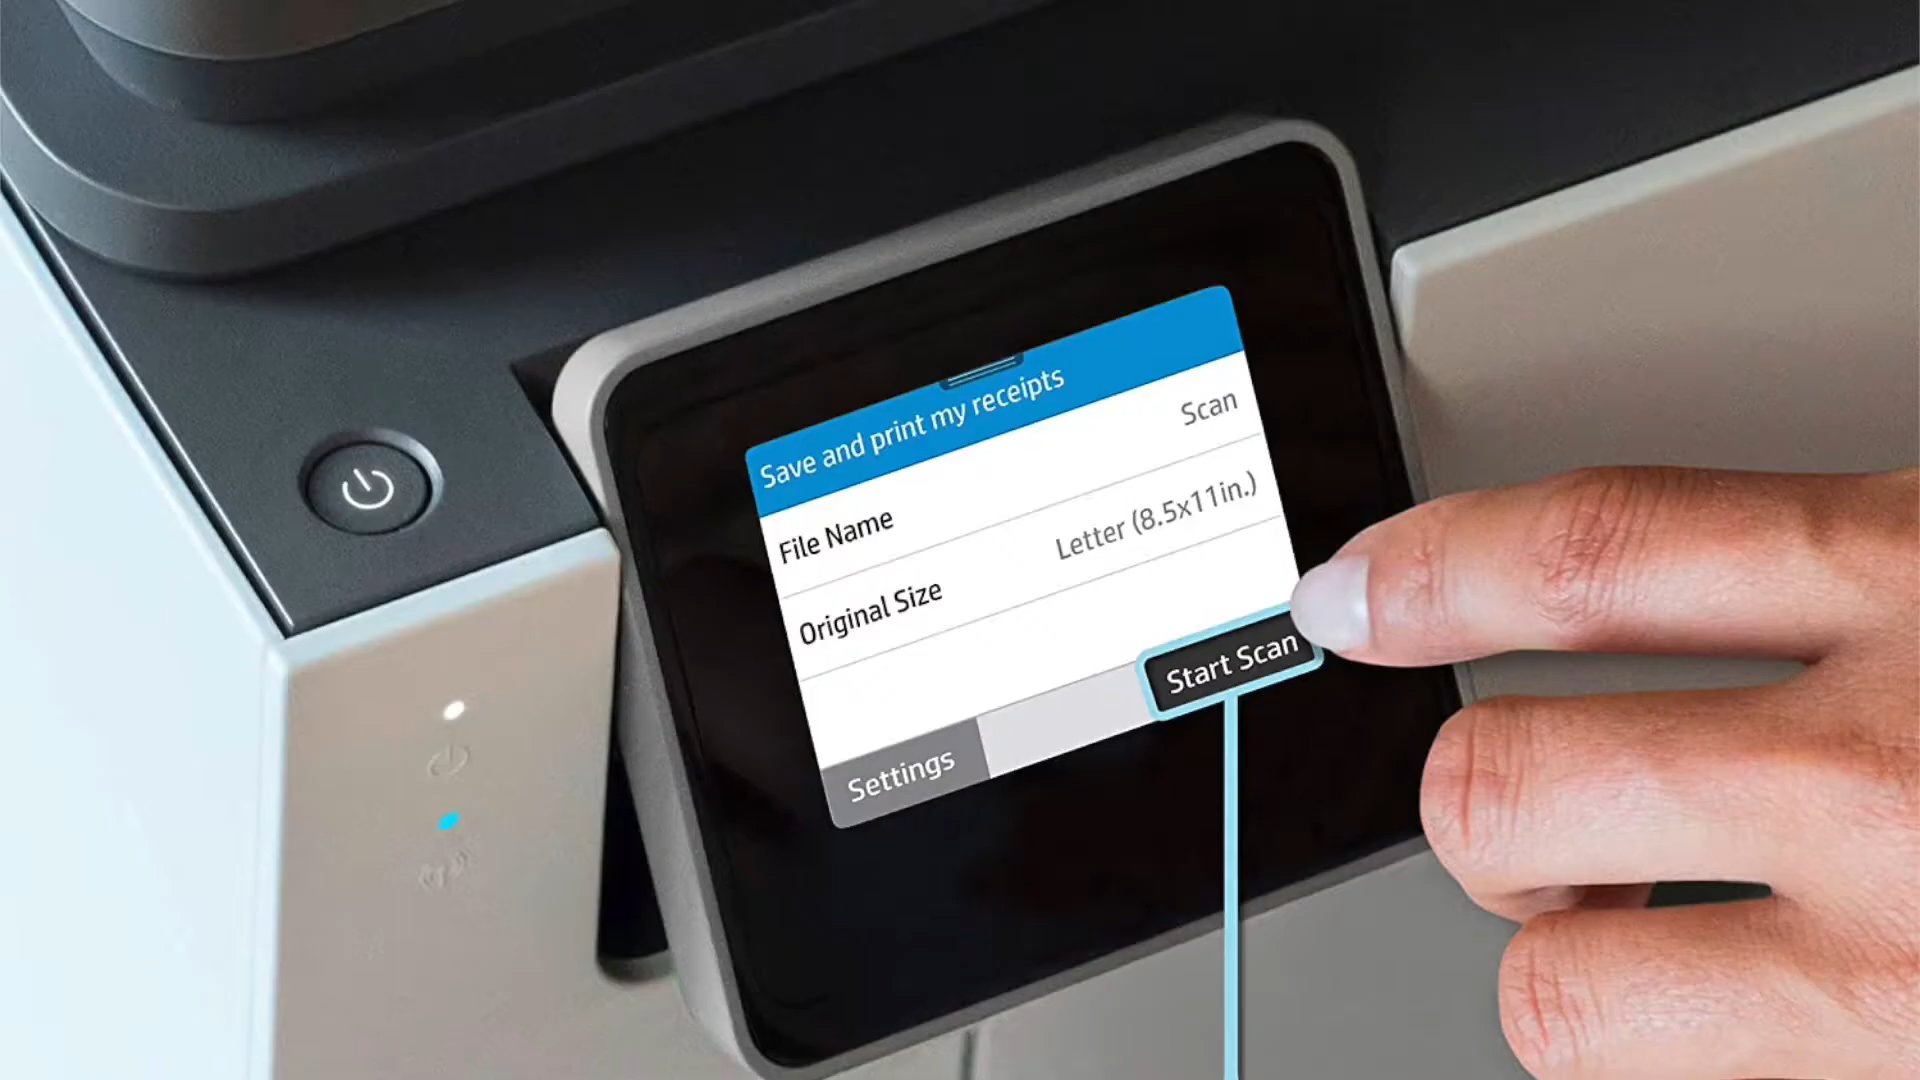 Save and print my receipts
File Name Scan
Original Size Letter (8.5x11in.)
Settings Start Scan